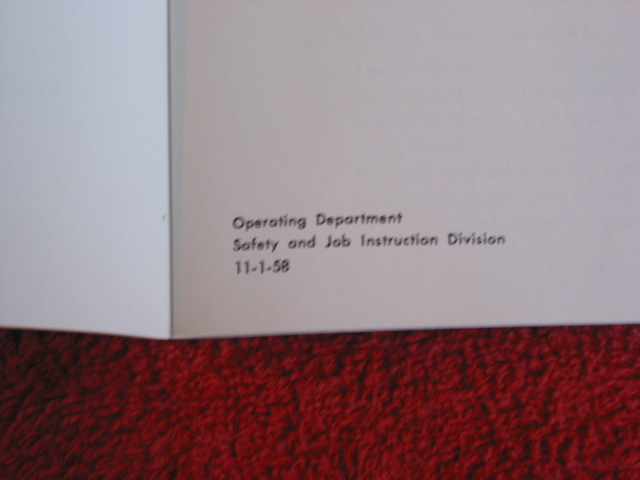 Operating Department
Safety and Job Instruction Division
11-1-58